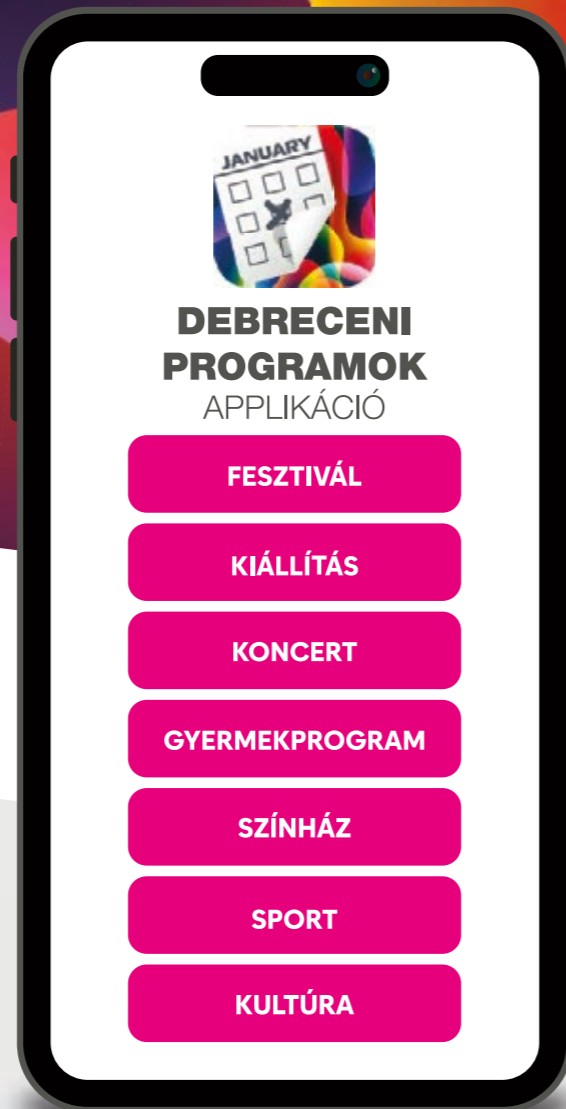 JANUARY
DEBRECENI
PROGRAMOK
APPLIKÁCIÓ
FESZTIVÁL
KIÁLLÍTÁS
KONCERT
GYERMEKPROGRAM
SZÍNHÁZ
SPORT
KULTÚRA